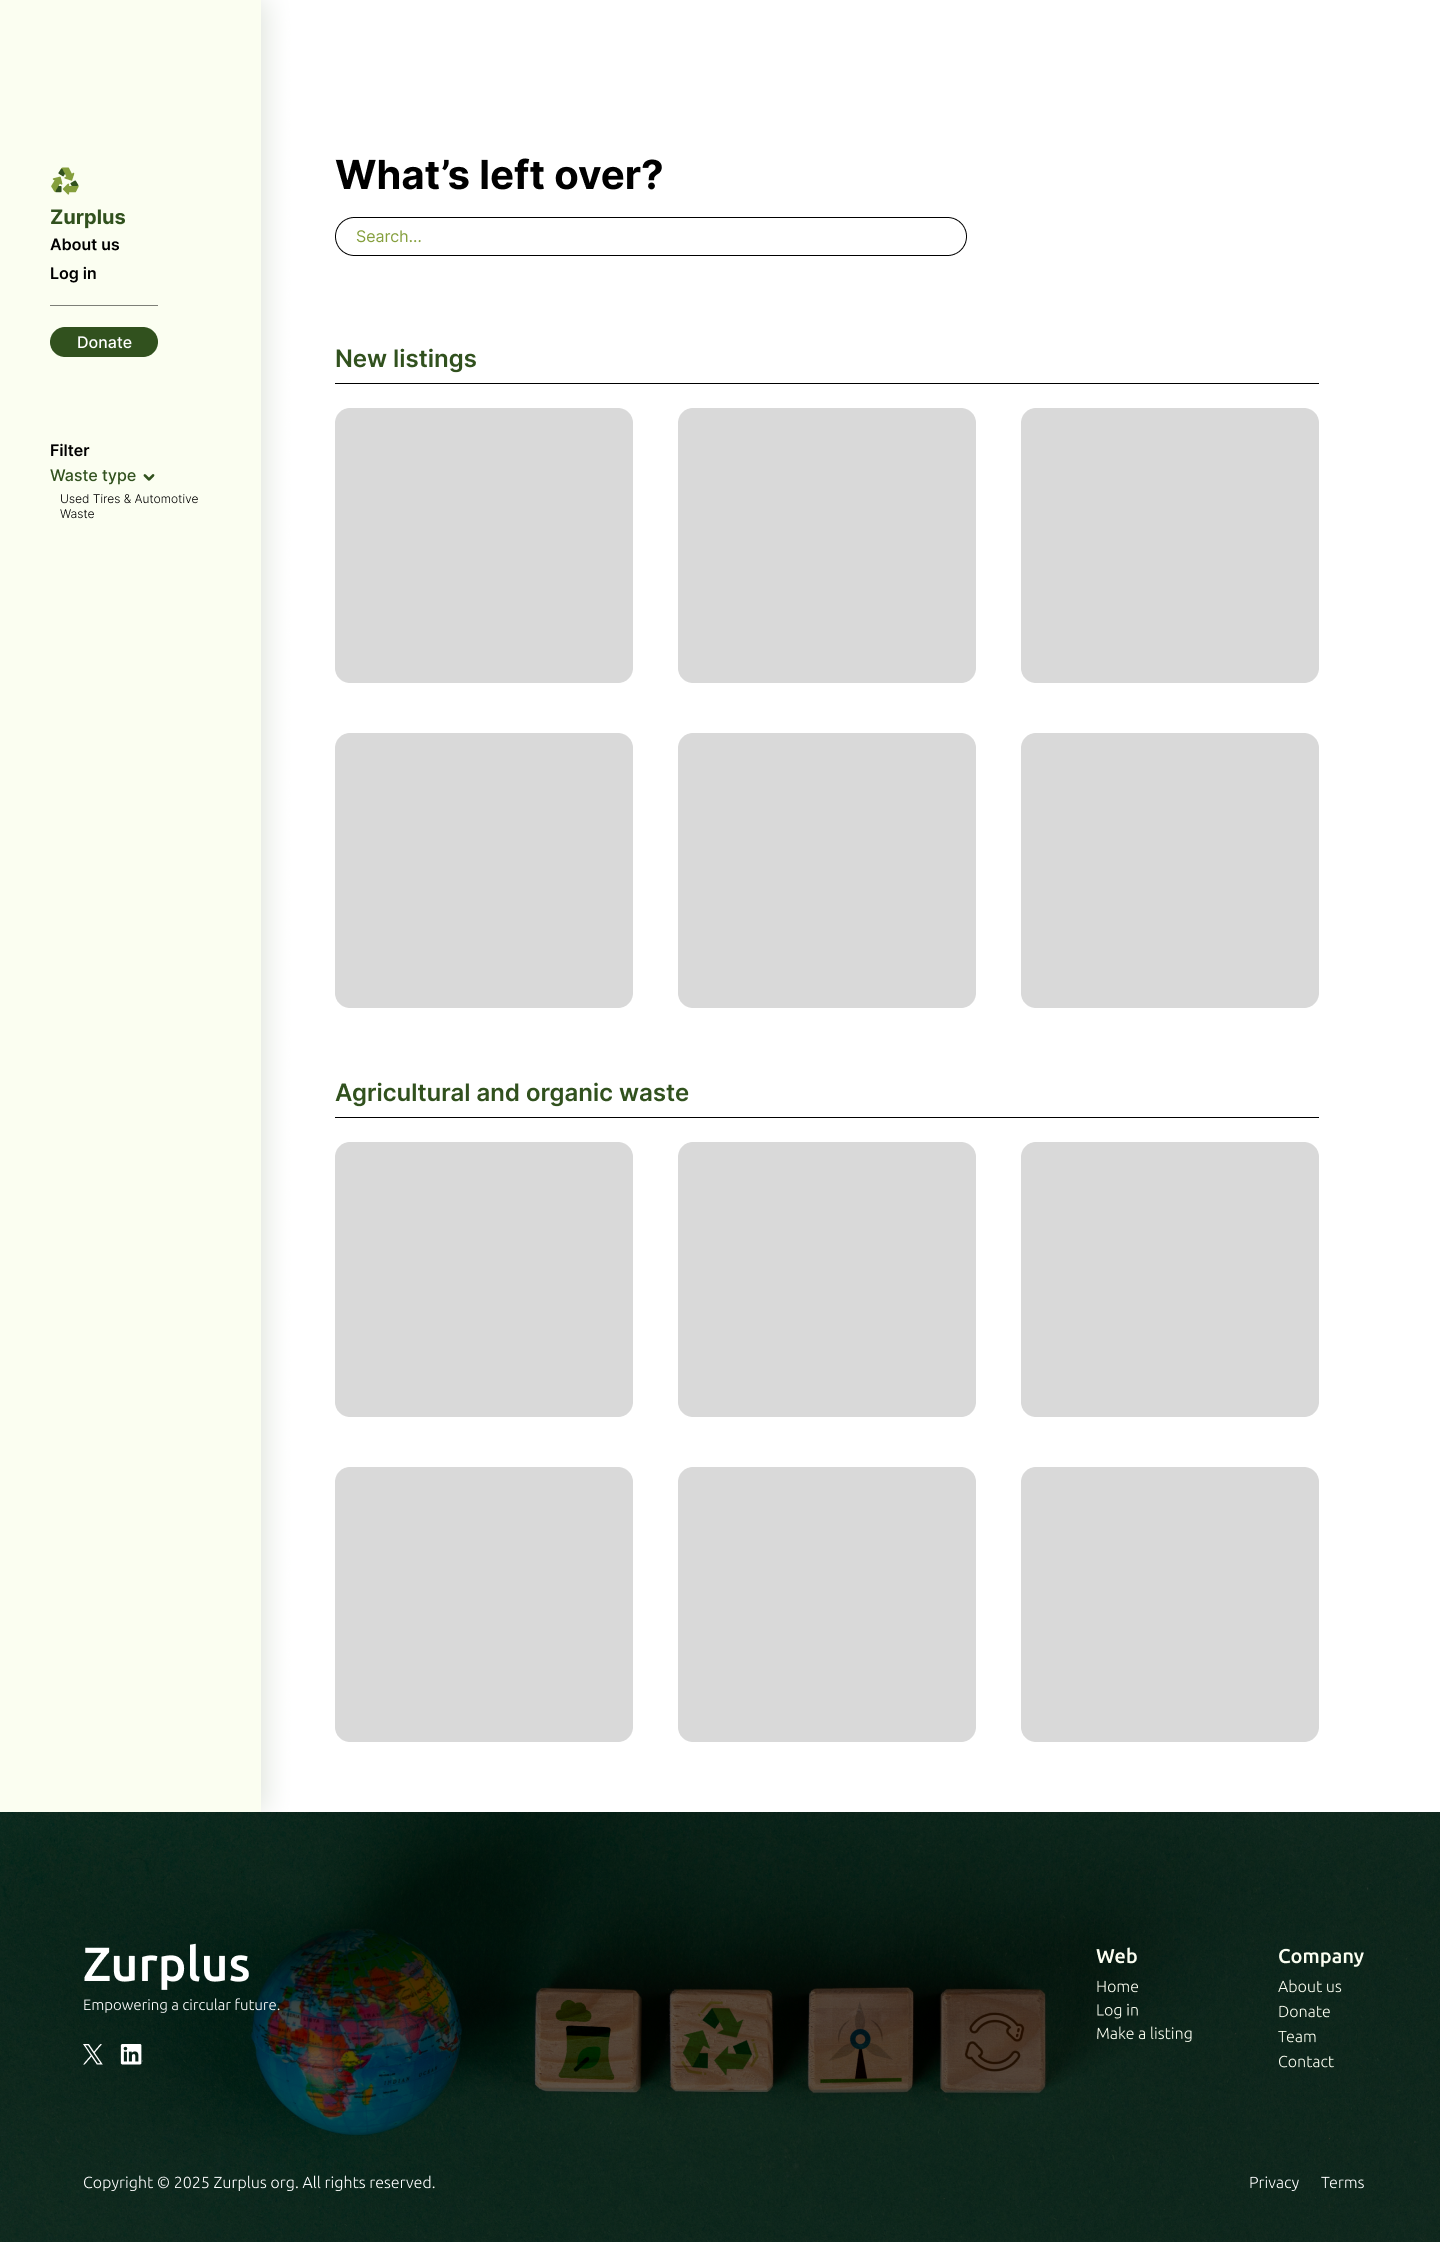 Zurplus
About us
Log in
Donate
Filter
Waste type
Used Tires & Automotive
Waste
What’s left over?
Search...
New listings
Agricultural and organic waste
Zurplus
Empowering a circular future.
in
Web
Home
Log in
Make a listing
Company
About us
Donate
Team
Contact
Copyright © 2025 Zurplus org. All rights reserved.
Privacy
Terms